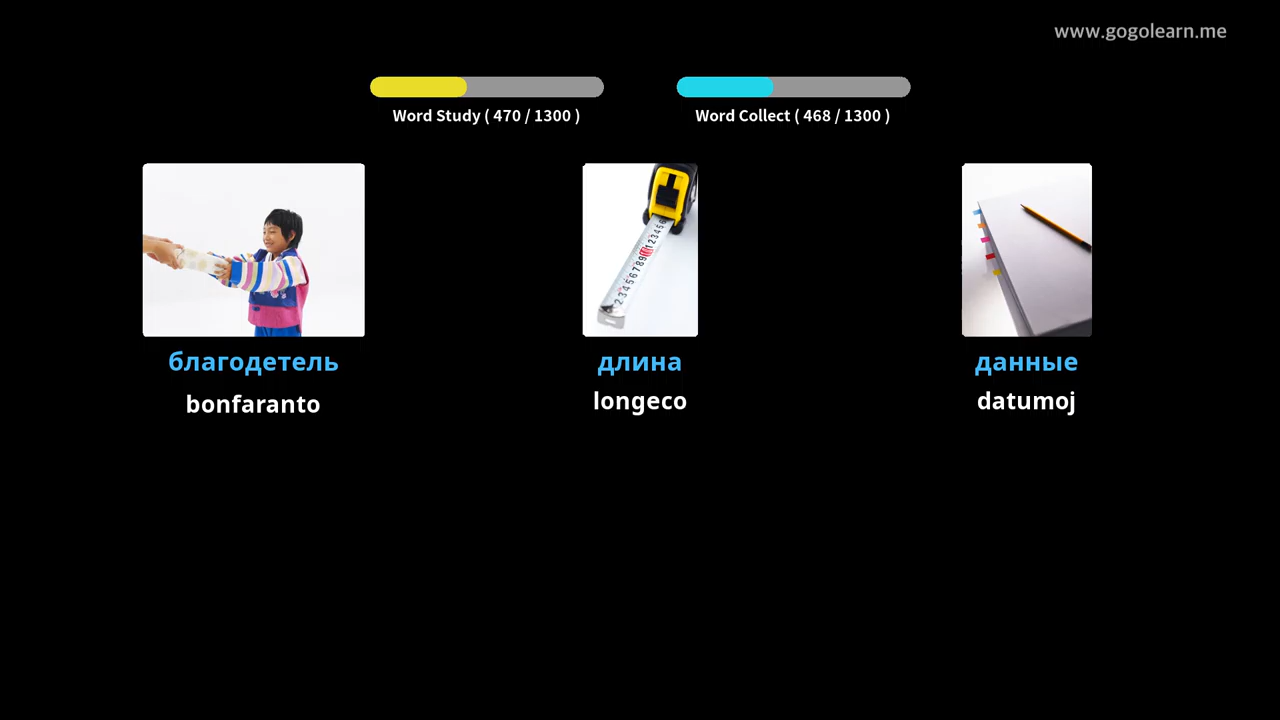 www.gogolearn.me
Word Study ( 470 / 1300 )
Word Collect ( 468 / 1300 )
благодетель
bonfaranto
длина
longeco
данные
datumoj